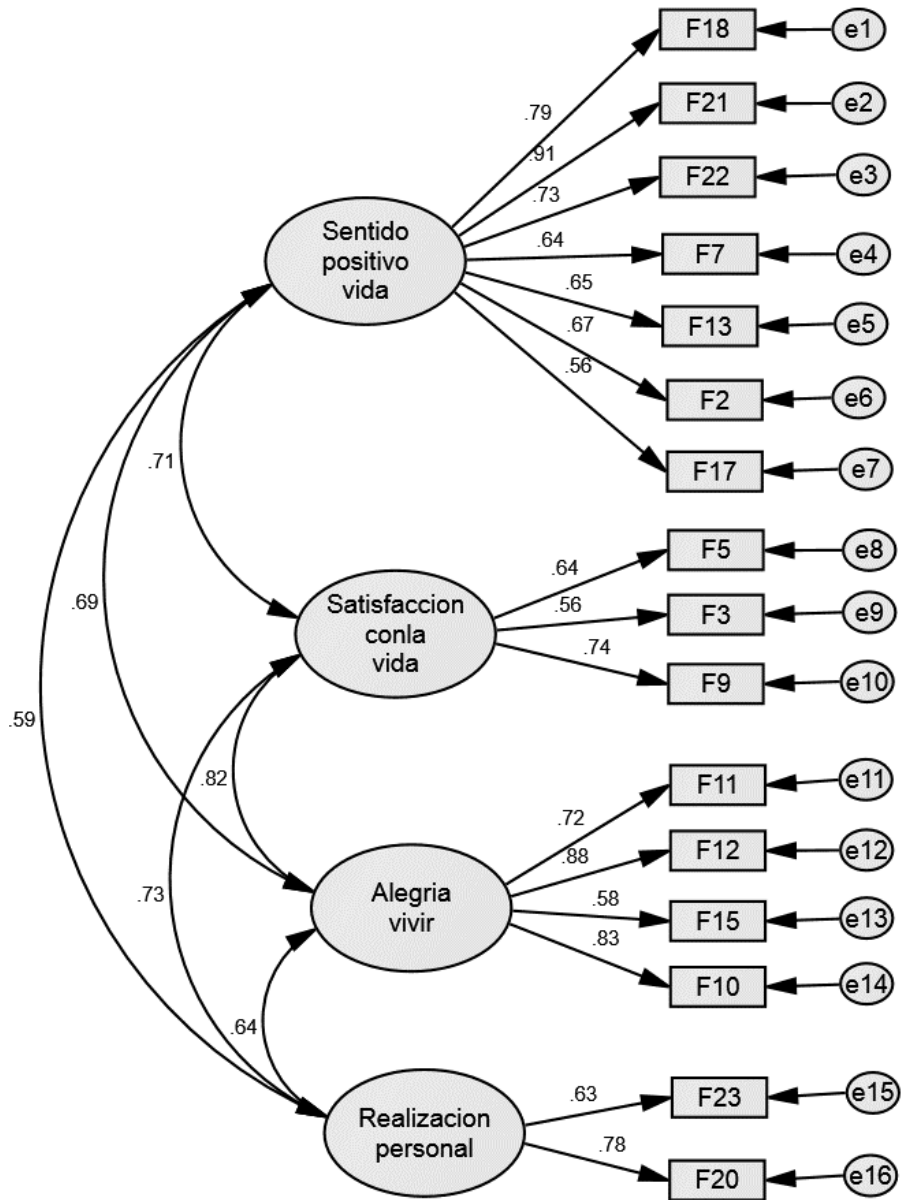 F18
e1
.79
F21
e2
.91
F22
e3
.73
Sentido
positivo
vida
.64
F7
e4
.65
F13
e5
.67
F2
e6
.56
F17
e7
.71
.69
.59
Satisfaccion
conla
vida
.64
F5
e8
.56
F3
e9
.74
F9
e10
.82
.73
Alegria
vivir
.72
F11
e11
.88
F12
e12
.58
F15
e13
.83
F10
e14
.64
Realizacion
personal
.63
F23
e15
.78
F20
e16